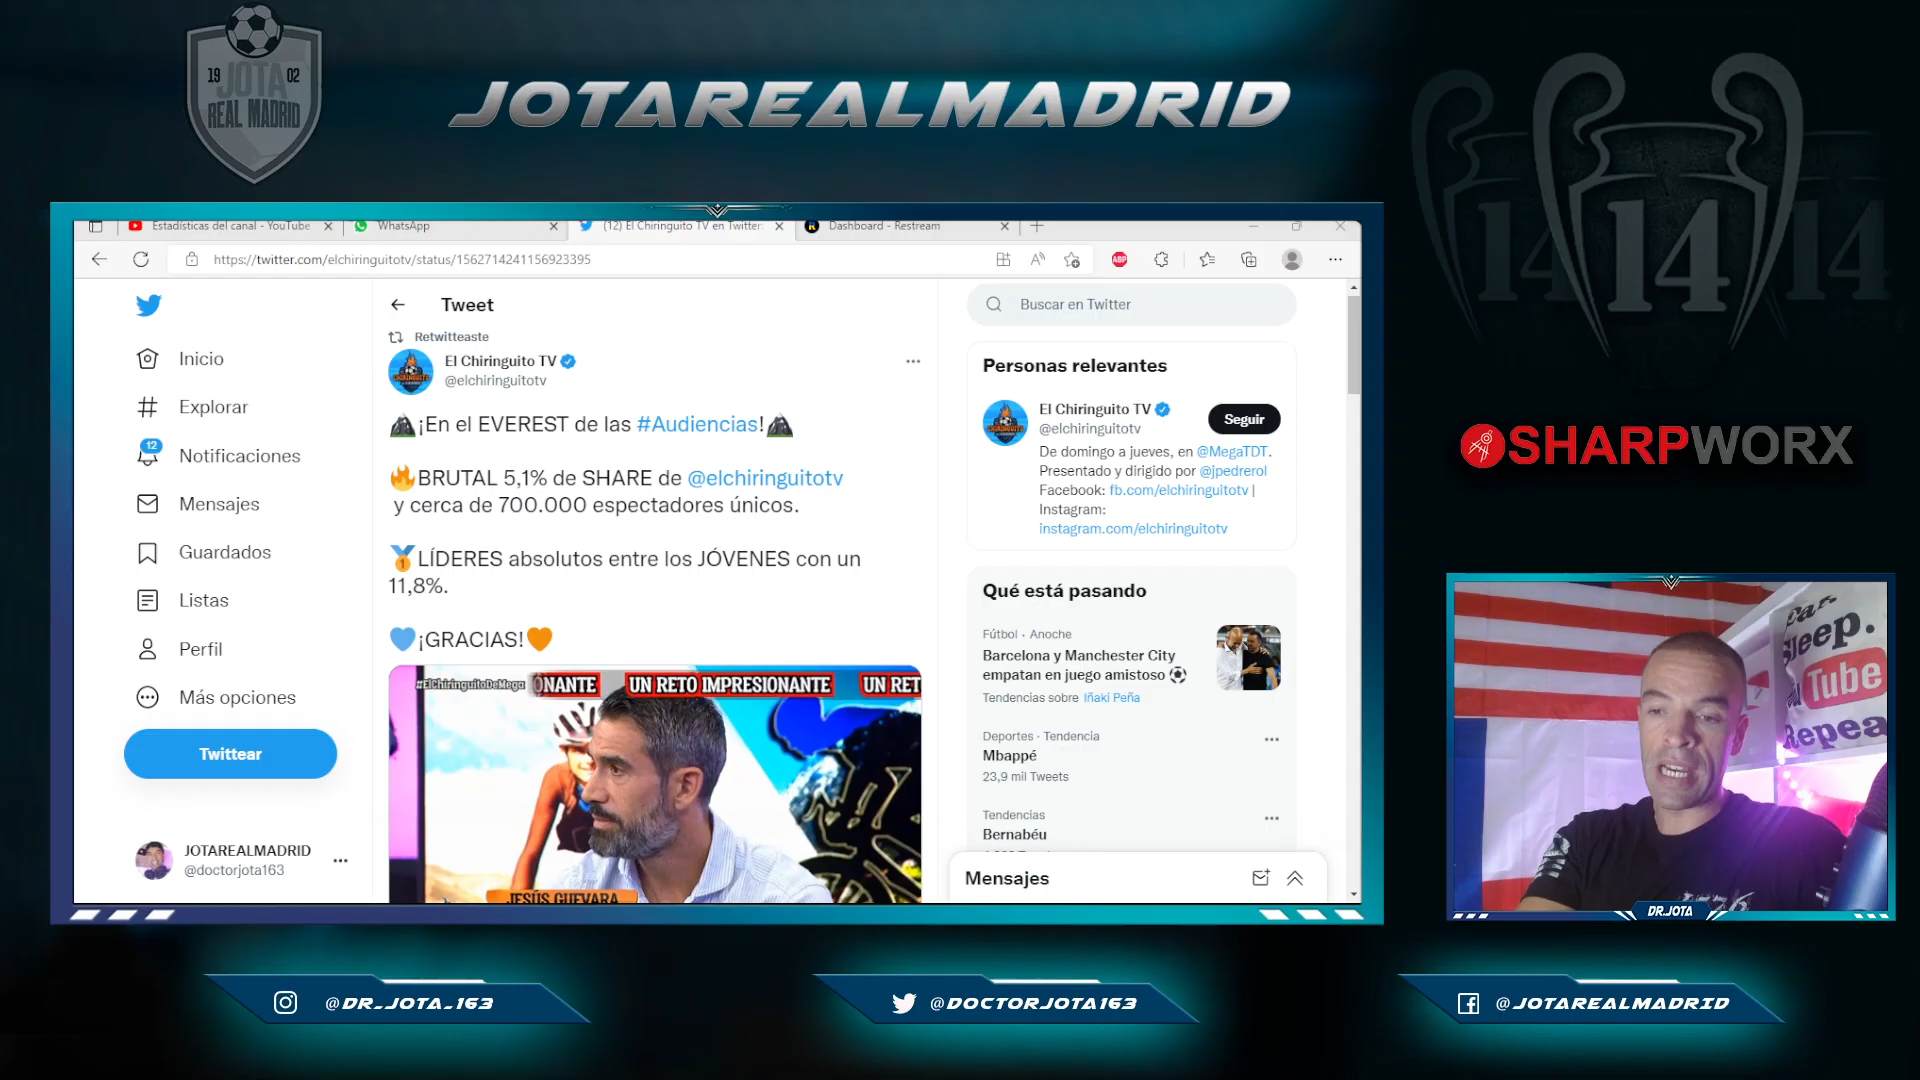 19 02
JOTA
REAL MADRID
JOTAREALMADRID
14 14 14
Estadísticas del canal - YouTube
WhatsApp
(12) El Chiringuito TV en Twitter:
Dashboard - Restream
https://twitter.com/elchiringuitotv/status/1562714241156923395
ABP
Tweet
Buscar en Twitter
Retwitteaste
El Chiringuito TV
@elchiringuitotv
¡En el EVEREST de las #Audiencias!
BRUTAL 5,1% de SHARE de @elchiringuitotv
y cerca de 700.000 espectadores únicos.
LÍDERES absolutos entre los JÓVENES con un
11,8%.
¡GRACIAS!
#ElChiringuitoDeMega
ONANTE
UN RETO IMPRESIONANTE
UN RET
JESÚS GUEVARA
Inicio
Explorar
12
Notificaciones
Mensajes
Guardados
Listas
Perfil
Más opciones
Twittear
JOTAREALMADRID
@doctorjota163
Personas relevantes
El Chiringuito TV
@elchiringuitotv
Seguir
De domingo a jueves, en @MegaTDT.
Presentado y dirigido por @jpedrerol
Facebook: fb.com/elchiringuitotv |
Instagram:
instagram.com/elchiringuitotv
Qué está pasando
Fútbol · Anoche
Barcelona y Manchester City
empatan en juego amistoso
Tendencias sobre Iñaki Peña
Deportes · Tendencia
Mbappé
23,9 mil Tweets
Tendencias
Bernabéu
Mensajes
SHARPWORX
Eat.
Sleep.
Tube
Repea
DR.JOTA
@DR_JOTA_163
@DOCTORJOTA163
@JOTAREALMADRID